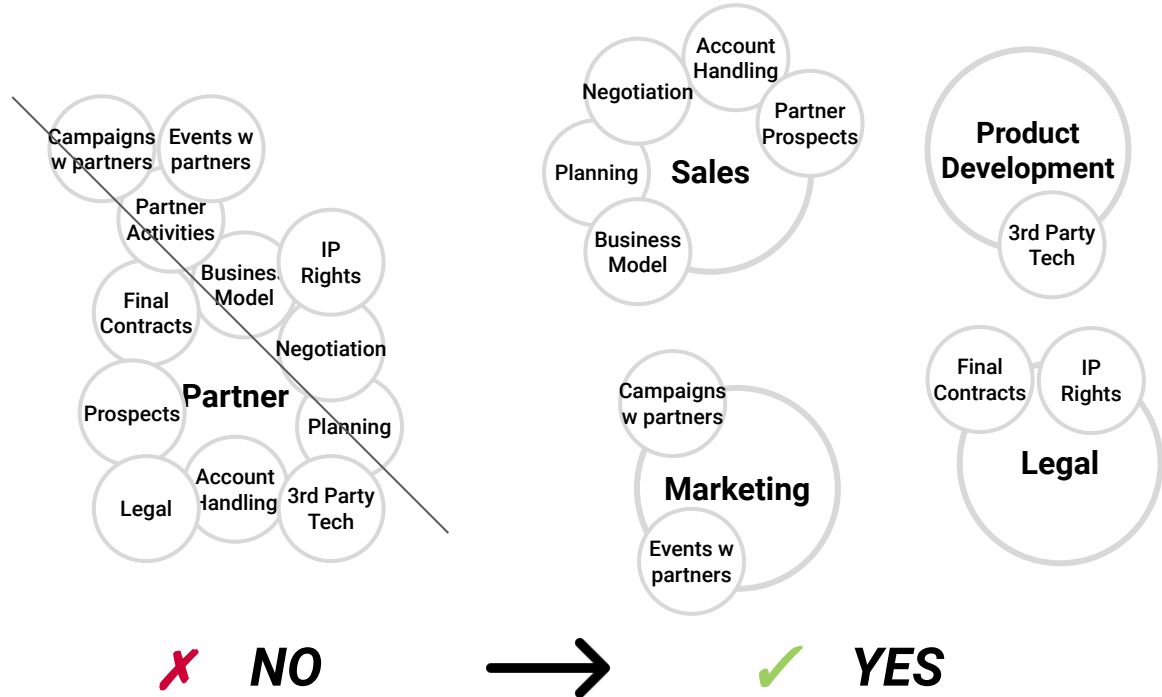 Campaigns
w partners
Events w
partners
Partner
Activities
Business
Model
IP
Rights
Final
Contracts
Negotiation
Partner
Prospects
Planning
Account
Handling
Legal
3rd Party
Tech
Account
Handling
Negotiation
Partner
Prospects
Planning
Sales
Business
Model
Product
Development
3rd Party
Tech
Campaigns
w partners
Marketing
Events w
partners
Final
Contracts
IP
Rights
Legal
✗ NO
✓ YES